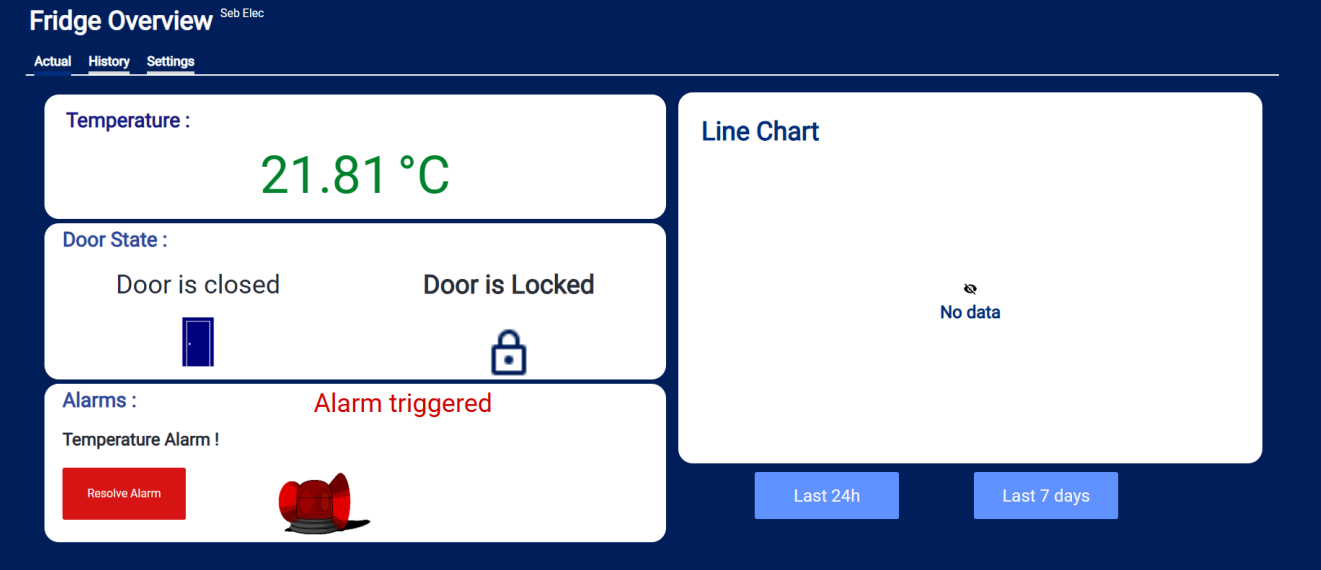 Fridge Overview Seb Elec
Actual History Settings
Temperature :
21.81 °C
Door State :
Door is closed
Door is Locked
Alarms :
Alarm triggered
Temperature Alarm !
Resolve Alarm
Line Chart
No data
Last 24h
Last 7 days